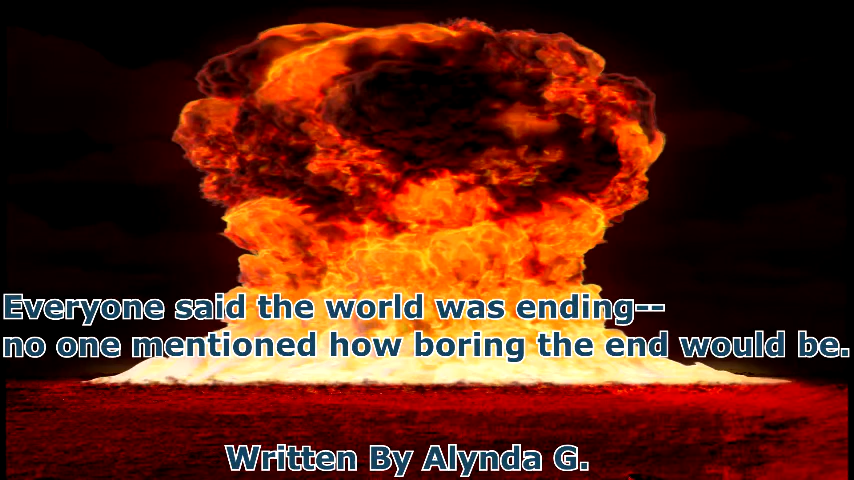 Everyone said the world was ending--
no one mentioned how boring the end would be.
Written By Alynda G.